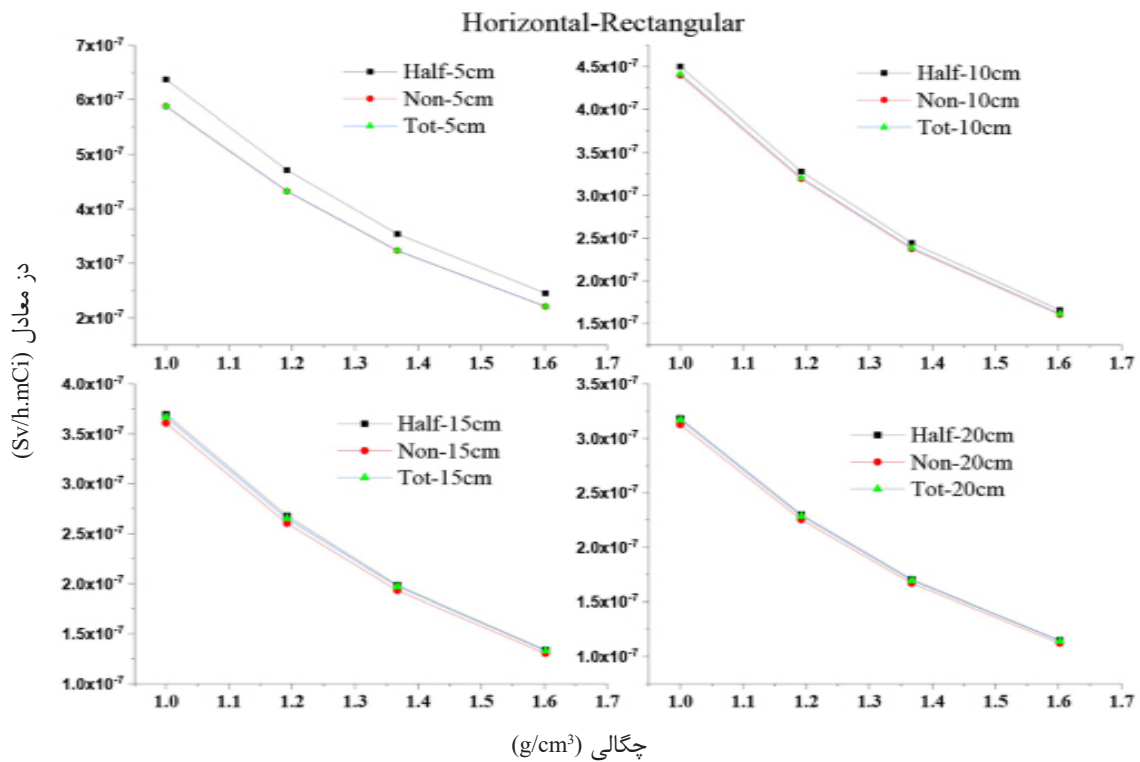 Horizontal-Rectangular
7x10⁻⁷
6x10⁻⁷
5x10⁻⁷
4x10⁻⁷
3x10⁻⁷
2x10⁻⁷
Half-5cm
Non-5cm
Tot-5cm
1.0 1.1 1.2 1.3 1.4 1.5 1.6 1.7
4.5x10⁻⁷
4.0x10⁻⁷
3.5x10⁻⁷
3.0x10⁻⁷
2.5x10⁻⁷
2.0x10⁻⁷
1.5x10⁻⁷
Half-10cm
Non-10cm
Tot-10cm
1.0 1.1 1.2 1.3 1.4 1.5 1.6 1.7
4.0x10⁻⁷
3.5x10⁻⁷
3.0x10⁻⁷
2.5x10⁻⁷
2.0x10⁻⁷
1.5x10⁻⁷
1.0x10⁻⁷
Half-15cm
Non-15cm
Tot-15cm
1.0 1.1 1.2 1.3 1.4 1.5 1.6 1.7
3.5x10⁻⁷
3.0x10⁻⁷
2.5x10⁻⁷
2.0x10⁻⁷
1.5x10⁻⁷
1.0x10⁻⁷
Half-20cm
Non-20cm
Tot-20cm
1.0 1.1 1.2 1.3 1.4 1.5 1.6 1.7
دز معادل (Sv/h.mCi)
چگالی (g/cm³)